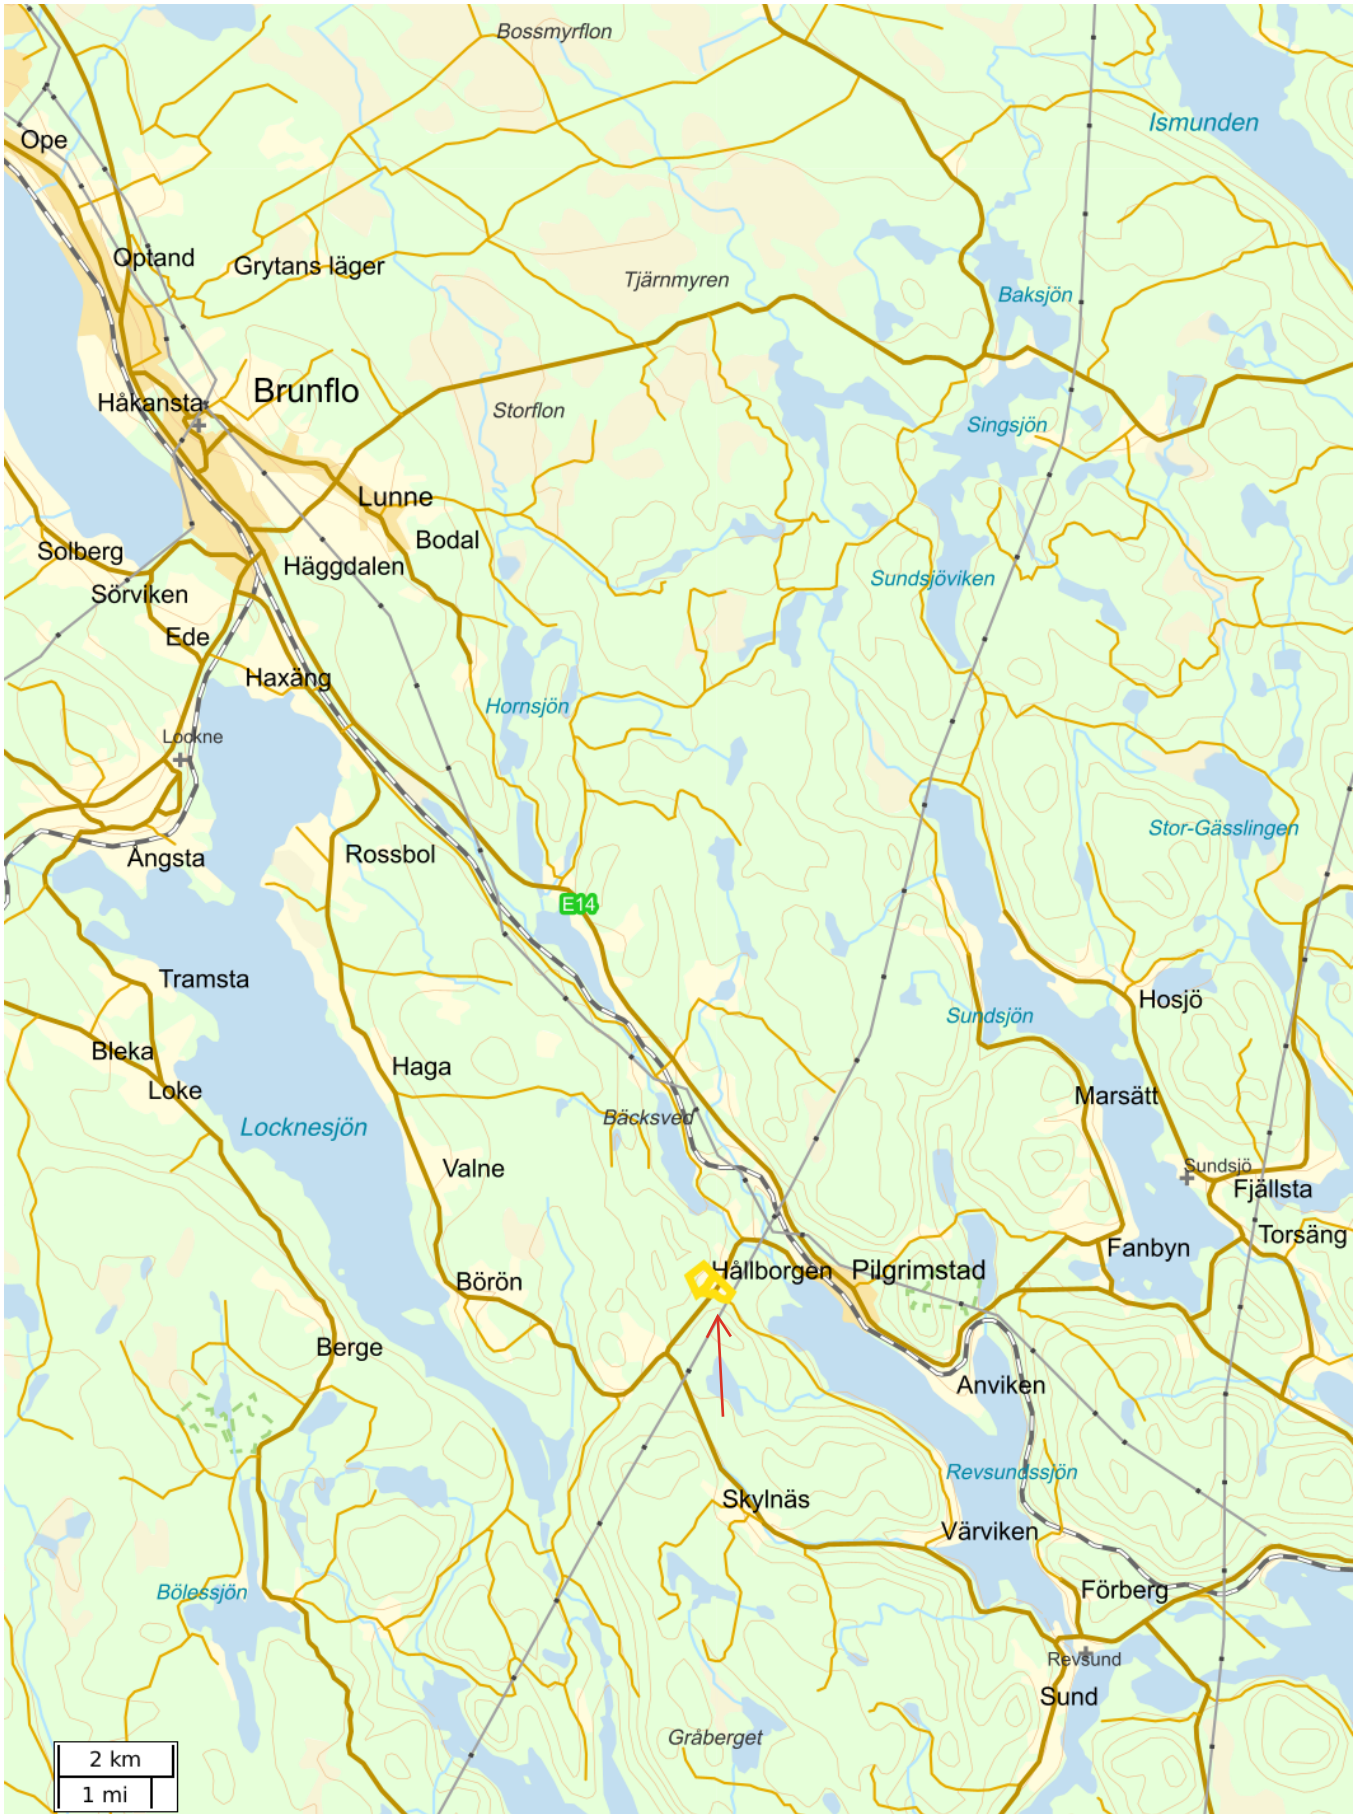 Bossmyrflon
Ismunden
Ope
Optand
Grytans läger
Tjärnmyren
Baksjön
Brunflo
Håkansta
Storflon
Singsjön
Lunne
Bodal
Solberg
Häggdalen
Sundsjöviken
Sörviken
Ede
Haxäng
Hornsjön
Lockne
Stor-Gässlingen
Ångsta
Rossbol
E14
Tramsta
Hosjö
Sundsjön
Bleka
Haga
Loke
Marsätt
Bäcksved
Locknesjön
Valne
Sundsjö
Fjällsta
Torsäng
Fanbyn
Hållborgen
Pilgrimstad
Börön
Berge
Anviken
Revsundssjön
Skylnäs
Värviken
Bölessjön
Förberg
Revsund
Sund
Gråberget
2 km
1 mi